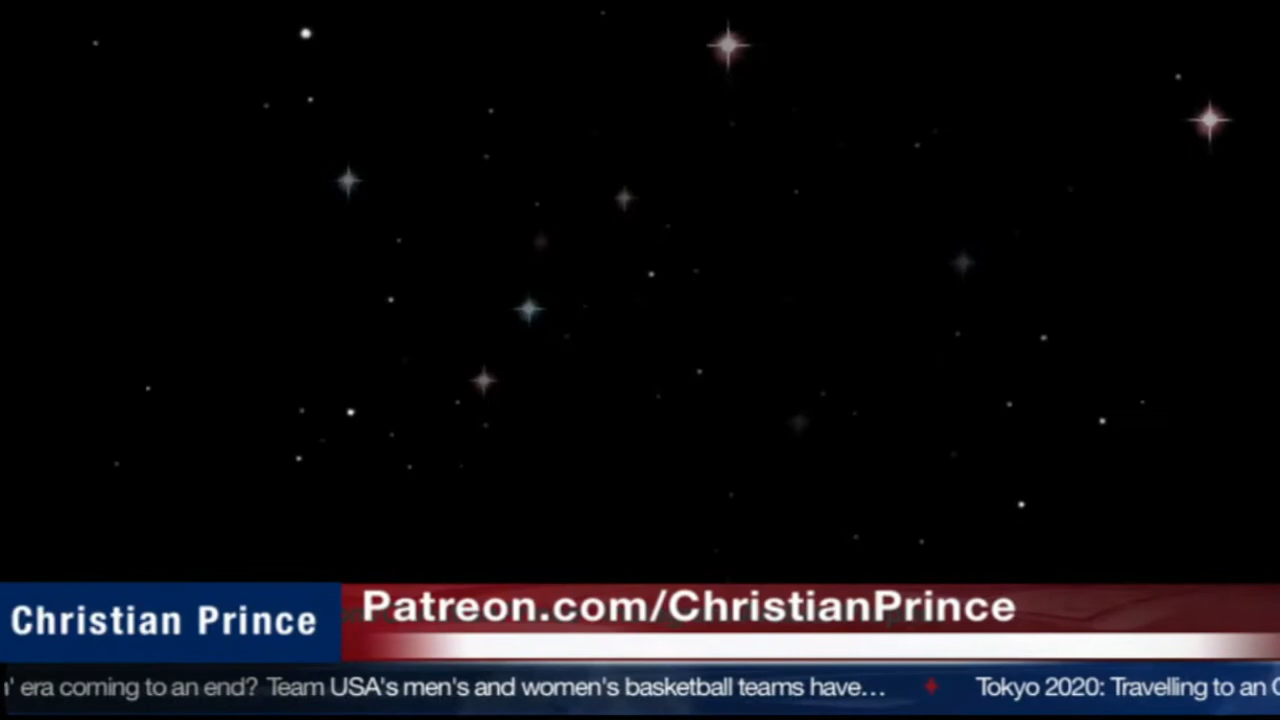 Christian Prince
Patreon.com/ChristianPrince
era coming to an end? Team USA's men's and women's basketball teams have...
Tokyo 2020: Travelling to an